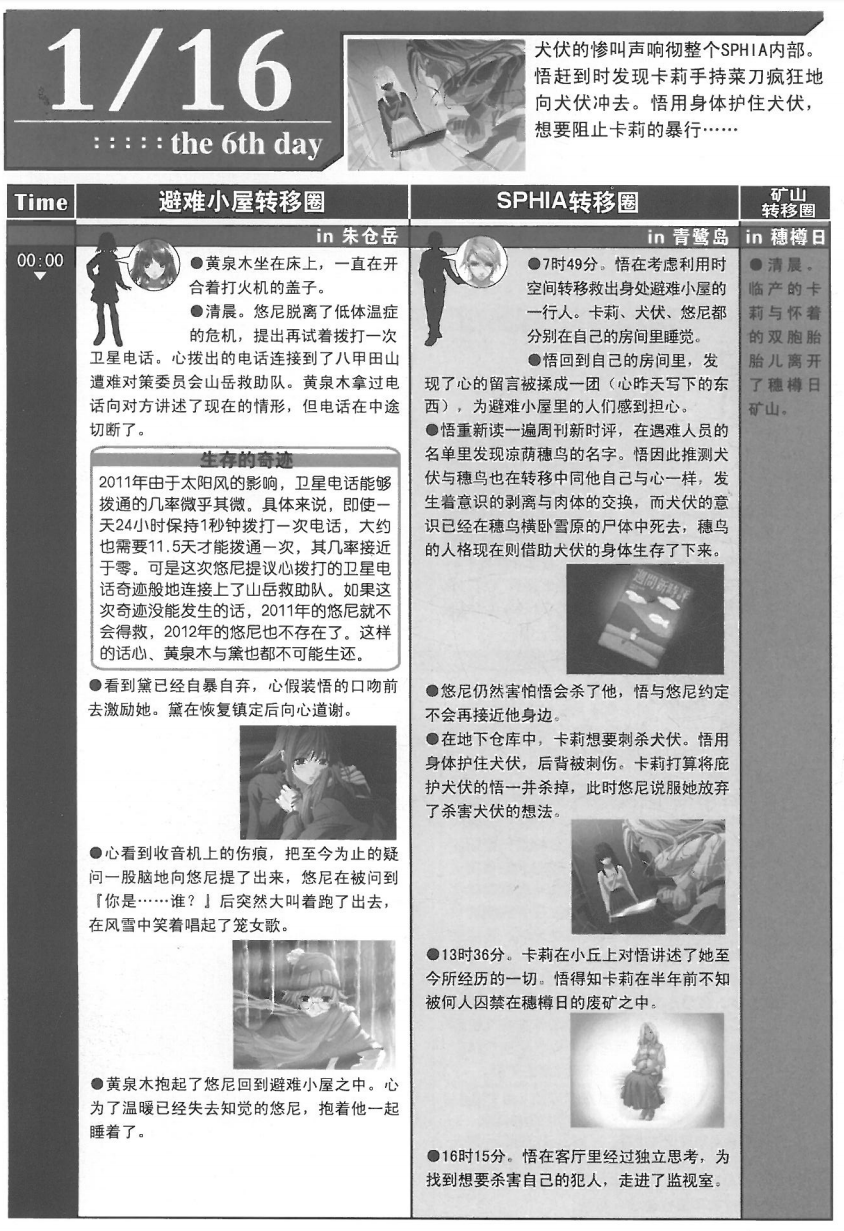 1/16
:::::the 6th day
犬伏的惨叫声响彻整个SPHIA内部。
悟赶到时发现卡莉手持菜刀疯狂地
向犬伏冲去。悟用身体护住犬伏，
想要阻止卡莉的暴行……
Time
避难小屋转移圈
SPHIA转移圈
矿山
转移圈
in 朱仓岳
in 青鹭岛
in 穗樽日
00:00
●黄泉木坐在床上，一直在开
合着打火机的盖子。
●清晨。悠尼脱离了低体温症
的危机，提出再试着拨打一次
卫星电话。心拨出的电话连接到了八甲田山
遭难对策委员会山岳救助队。黄泉木拿过电
话向对方讲述了现在的情形，但电话在中途
切断了。
生存的奇迹
2011年由于太阳风的影响，卫星电话能够
拨通的几率微乎其微。具体来说，即使一
天24小时保持1秒钟拨打一次电话，大约
也需要11.5天才能拨通一次，其几率接近
于零。可是这次悠尼提议心拨打的卫星电
话奇迹般地连接上了山岳救助队。如果这
次奇迹没能发生的话，2011年的悠尼就不
会得救，2012年的悠尼也不存在了。这样
的话心、黄泉木与黛也都不可能生还。
●看到黛已经自暴自弃，心假装悟的口吻前
去激励她。黛在恢复镇定后向心道谢。
●心看到收音机上的伤痕，把至今为止的疑
问一股脑地向悠尼提了出来，悠尼在被问到
『你是……谁？』后突然大叫着跑了出去，
在风雪中笑着唱起了笼女歌。
●黄泉木抱起了悠尼回到避难小屋之中。心
为了温暖已经失去知觉的悠尼，抱着他一起
睡着了。
●7时49分。悟在考虑利用时
空间转移救出身处避难小屋的
一行人。卡莉、犬伏、悠尼都
分别在自己的房间里睡觉。
●悟回到自己的房间里，发
现了心的留言被揉成一团（心昨天写下的东
西），为避难小屋里的人们感到担心。
●悟重新读一遍周刊新时评，在遇难人员的
名单里发现凉荫穗鸟的名字。悟因此推测犬
伏与穗鸟也在转移中同他自己与心一样，发
生着意识的剥离与肉体的交换，而犬伏的意
识已经在穗鸟横卧雪原的尸体中死去，穗鸟
的人格现在则借助犬伏的身体生存了下来。
週間新時評
●悠尼仍然害怕悟会杀了他，悟与悠尼约定
不会再接近他身边。
●在地下仓库中，卡莉想要刺杀犬伏。悟用
身体护住犬伏，后背被刺伤。卡莉打算将庇
护犬伏的悟一并杀掉，此时悠尼说服她放弃
了杀害犬伏的想法。
●13时36分。卡莉在小丘上对悟讲述了她至
今所经历的一切。悟得知卡莉在半年前不知
被何人囚禁在穗樽日的废矿之中。
●16时15分。悟在客厅里经过独立思考，为
找到想要杀害自己的犯人，走进了监视室。
●清晨。
临产的卡
莉与怀着
的双胞胎
胎儿离开
了穗樽日
矿山。